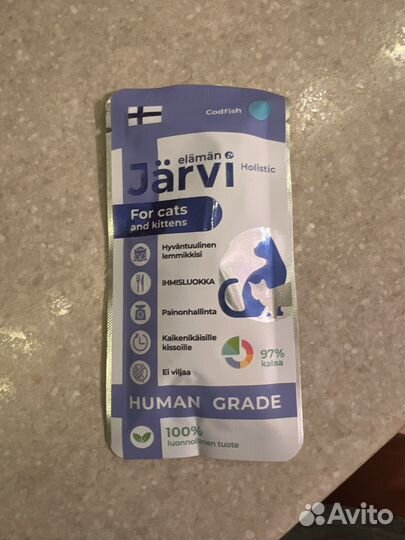 Codfish
elämän
Järvi
Holistic
For cats
and kittens
Hyväntuulinen
lemmikkisi
IHMISLUOKKA
Painonhallinta
Kaikenikäisille
kissoille
Ei viljaa
97%
kalaa
HUMAN GRADE
100%
luonnollinen tuote
Avito